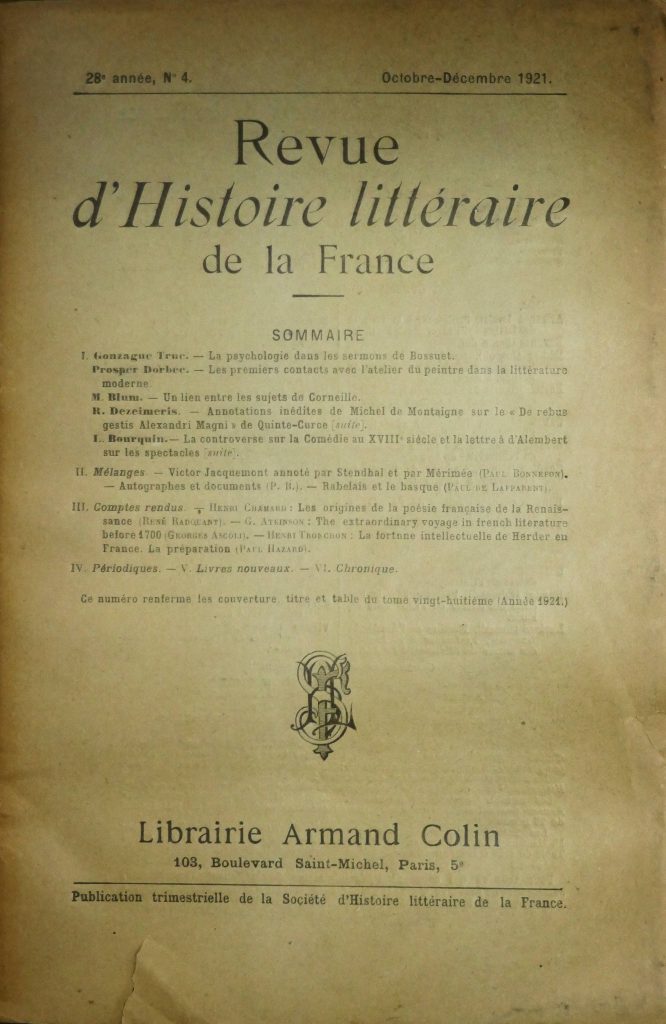 28e année, N° 4. Octobre-Décembre 1921.
Revue
d'Histoire littéraire
de la France
SOMMAIRE
I. Gonzague Truc. — La psychologie dans les sermons de Bossuet.
Prosper Dorbec. — Les premiers contacts avec l'atelier du peintre dans la littérature
moderne.
M. Blum. — Un lien entre les sujets de Corneille.
R. Dezeimeris. — Annotations inédites de Michel de Montaigne sur le « De rebus
gestis Alexandri Magni » de Quinte-Curce (suite).
L. Bourquin. — La controverse sur la Comédie au XVIIIe siècle et la lettre à d'Alembert
sur les spectacles (suite).
II. Mélanges. — Victor Jacquemont annoté par Stendhal et par Mérimée (PAUL BONNEFON).
— Autographes et documents (P. B.). — Rabelais et le basque (PAUL DE LAPPARENT).
III. Comptes rendus. — HENRI CHAMARD : Les origines de la poésie française de la Renais-
sance (RENÉ RADOUANT). — G. ATKINSON : The extraordinary voyage in french literature
before 1700 (GEORGES ASCOLI). — HENRI TRONCHON : La fortune intellectuelle de Herder en
France. La préparation (PAUL HAZARD).
IV. Périodiques. — V. Livres nouveaux. — VI. Chronique.
Ce numéro renferme les couverture, titre et table du tome vingt-huitième (Année 1921.)
Librairie Armand Colin
103, Boulevard Saint-Michel, Paris, 5e
Publication trimestrielle de la Société d'Histoire littéraire de la France.